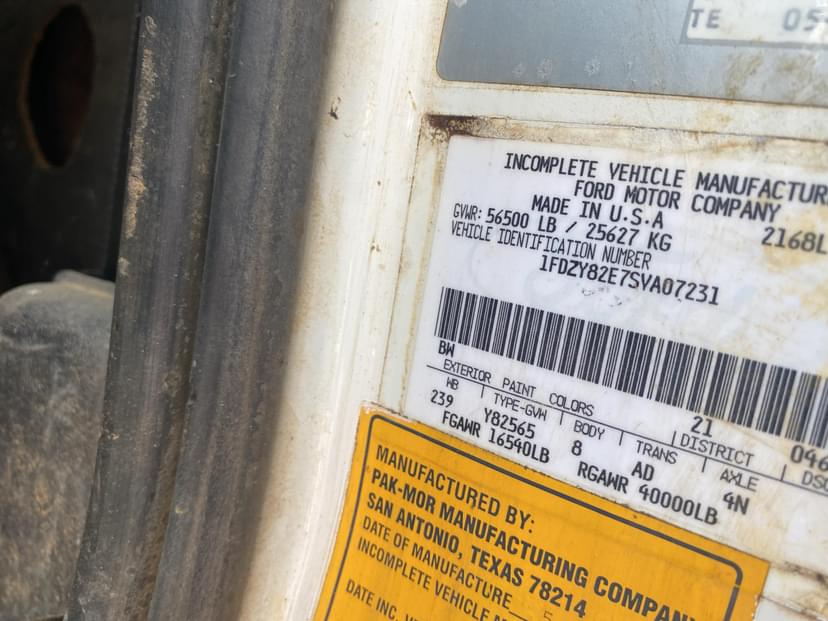 TE 05
INCOMPLETE VEHICLE MANUFACTUR
FORD MOTOR COMPANY
MADE IN U.S.A
GVWR: 56500 LB / 25627 KG 2168L
VEHICLE IDENTIFICATION NUMBER
1FDZY82E7SVA07231
BW
EXTERIOR PAINT COLORS 21 046
WB TYPE-GVW BODY TRANS DISTRICT AXLE DSO
239 Y82565 8 AD 4N
FGAWR 16540LB RGAWR 40000LB
MANUFACTURED BY:
PAK-MOR MANUFACTURING COMPAN
SAN ANTONIO, TEXAS 78214
DATE OF MANUFACTURE 5
INCOMPLETE VEHICLE M
DATE INC. V